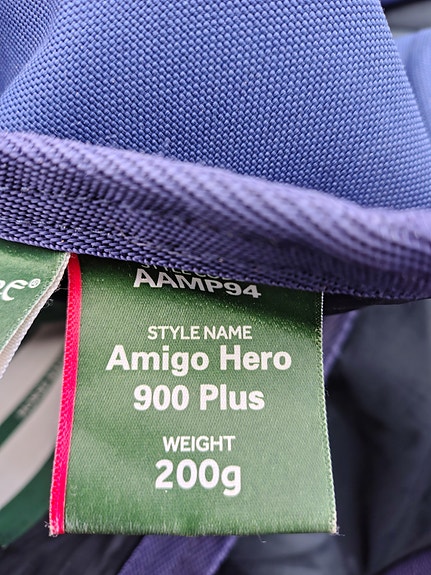 AAMP94
STYLE NAME
Amigo Hero
900 Plus
WEIGHT
200g